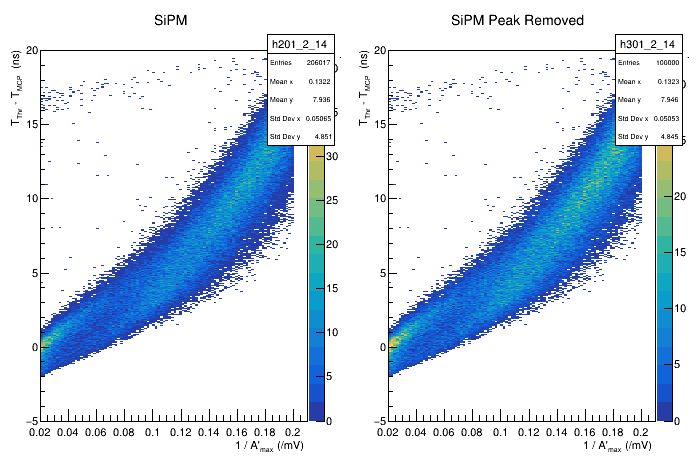 SiPM
h201_2_14
Entries 206017
Mean x 0.1322
Mean y 7.936
Std Dev x 0.05065
Std Dev y 4.851
T_Thr - T_MCP (ns)
20
15
10
5
0
−5
0.02 0.04 0.06 0.08 0.1 0.12 0.14 0.16 0.18 0.2
1 / A'_max (/mV)
30
25
20
15
10
5
0
SiPM Peak Removed
h301_2_14
Entries 100000
Mean x 0.1323
Mean y 7.946
Std Dev x 0.05053
Std Dev y 4.845
T_Thr - T_MCP (ns)
20
15
10
5
0
−5
0.02 0.04 0.06 0.08 0.1 0.12 0.14 0.16 0.18 0.2
1 / A'_max (/mV)
20
15
10
5
0